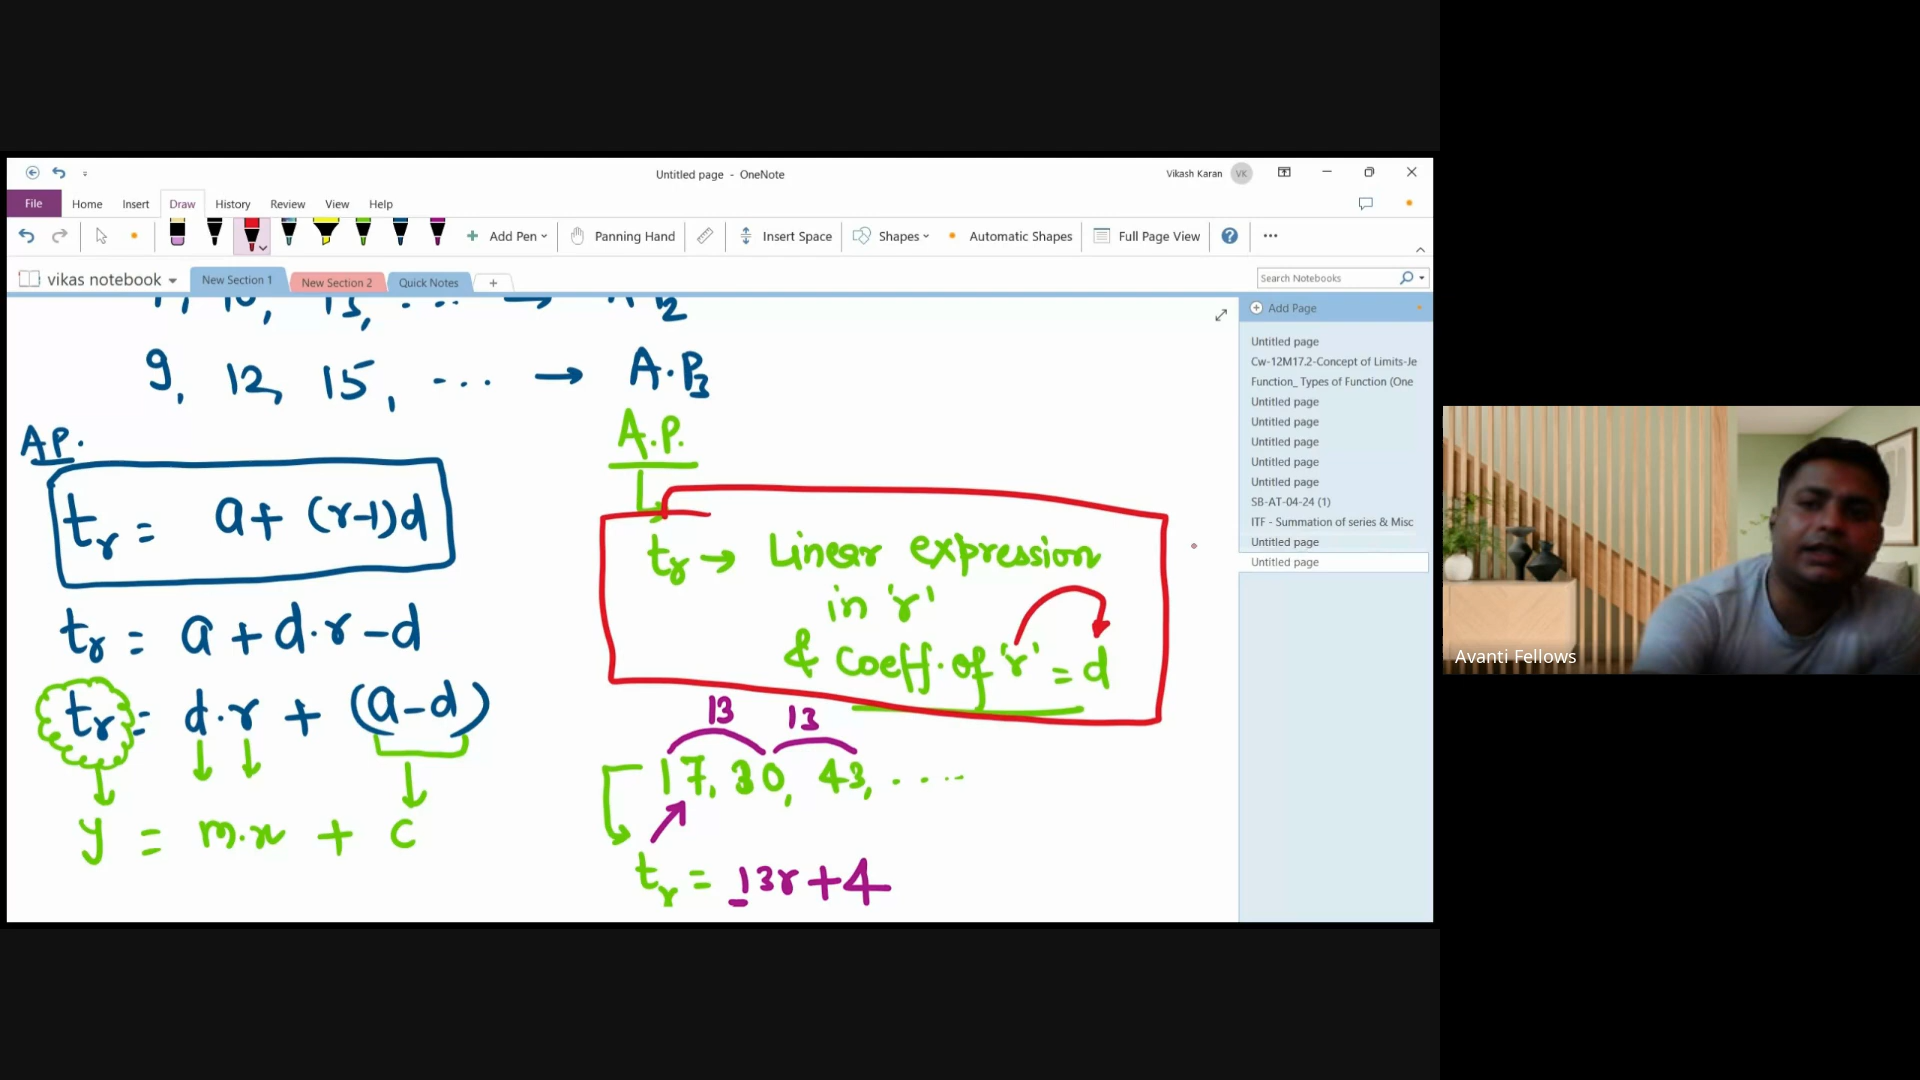 Untitled page - OneNote
Vikash Karan VK
File Home Insert Draw History Review View Help
Add Pen Panning Hand Insert Space Shapes Automatic Shapes Full Page View ? ...
vikas notebook New Section 1 New Section 2 Quick Notes +
Search Notebooks
Add Page
Untitled page
Cw-12M17.2-Concept of Limits-Je
Function_ Types of Function (One
Untitled page
Untitled page
Untitled page
Untitled page
Untitled page
SB-AT-04-24 (1)
ITF - Summation of series & Misc
Untitled page
Untitled page
9, 12, 15, ... → A.P3
A.P.
tr = a + (r-1)d
tr = a + d.r - d
tr = d.r + (a-d)
y = m.x + c
A.P.
tr → Linear expression
in 'r'
& Coeff. of 'r' = d
13 13
17, 30, 43, .....
tr = 13r+4
Avanti Fellows